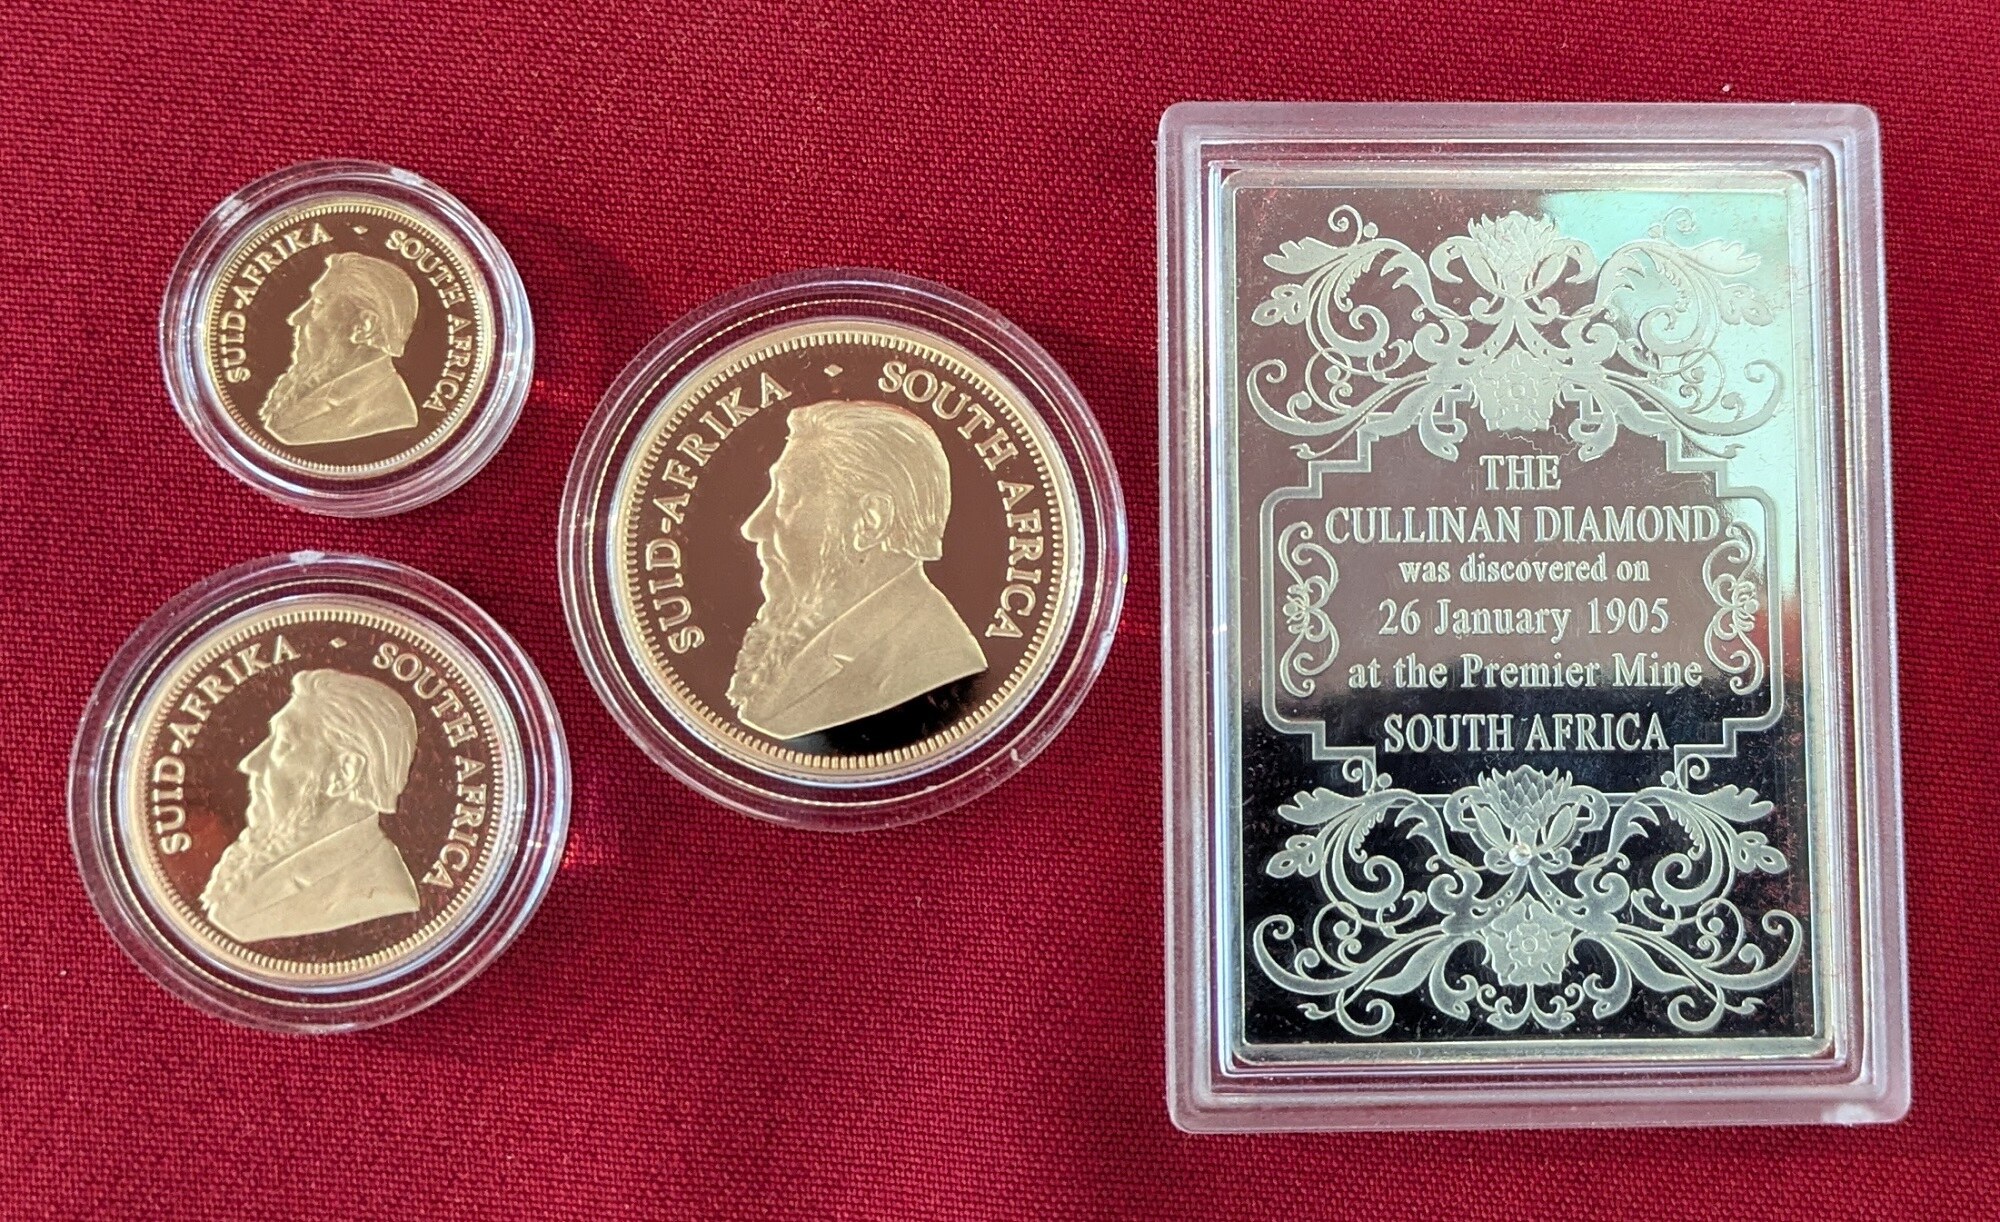 SUID-AFRIKA · SOUTH AFRICA
SUID-AFRIKA · SOUTH AFRICA
SUID-AFRIKA · SOUTH AFRICA
THE
CULLINAN DIAMOND
was discovered on
26 January 1905
at the Premier Mine
SOUTH AFRICA